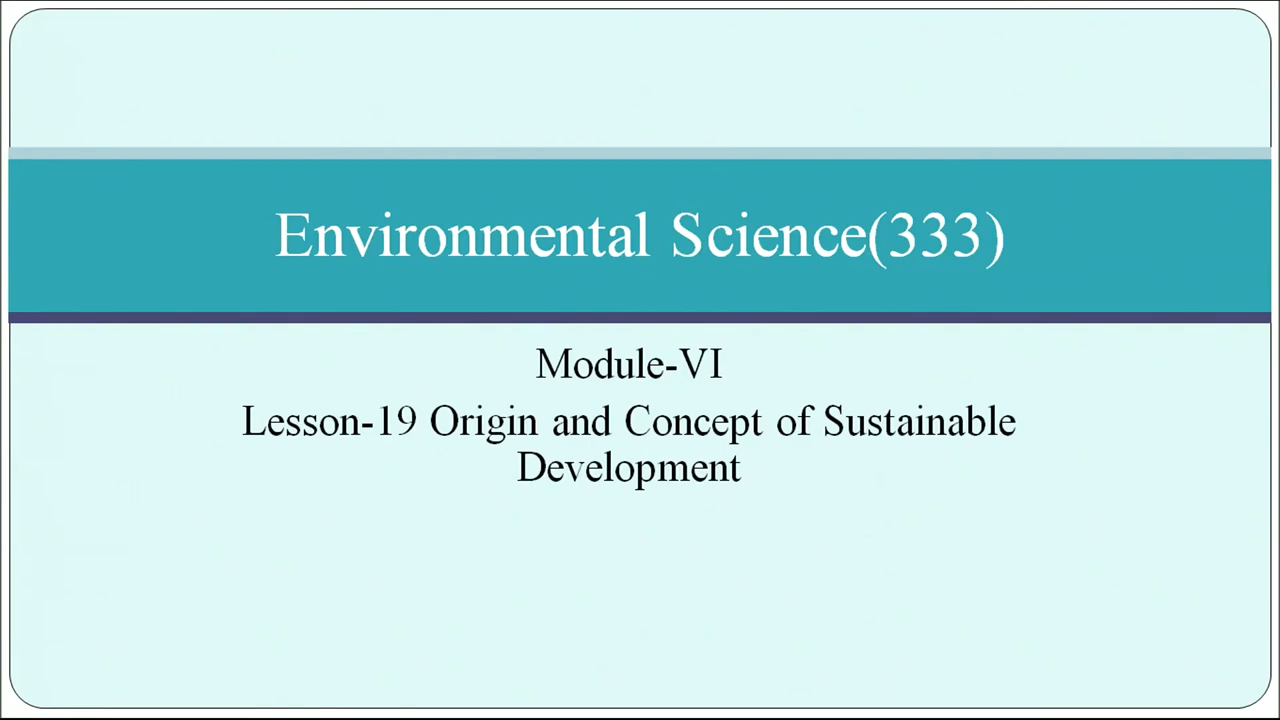 Environmental Science(333)
Module-VI
Lesson-19 Origin and Concept of Sustainable
Development